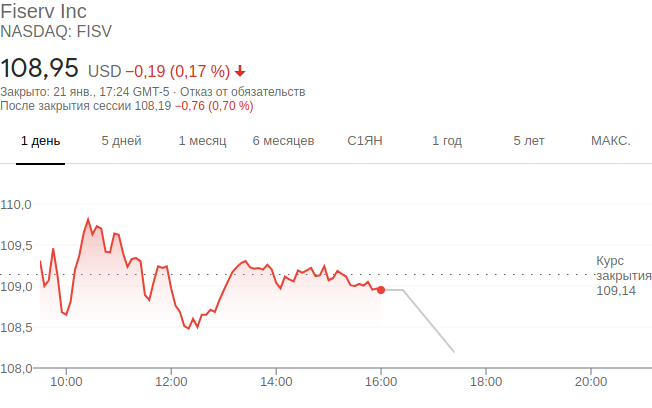 Fiserv Inc
NASDAQ: FISV
108,95 USD −0,19 (0,17 %)
Закрыто: 21 янв., 17:24 GMT-5 · Отказ от обязательств
После закрытия сессии 108,19 −0,76 (0,70 %)
1 день 5 дней 1 месяц 6 месяцев С1ЯН 1 год 5 лет МАКС.
110,0
109,5
Курс
закрытия
109,14
109,0
108,5
108,0
10:00 12:00 14:00 16:00 18:00 20:00